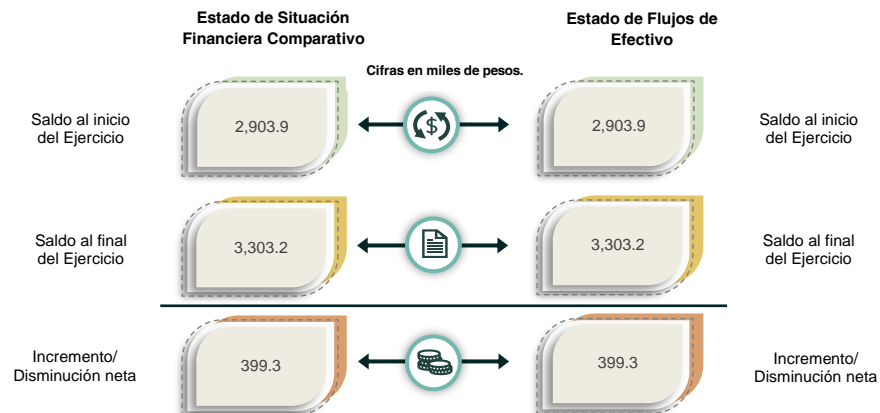 Estado de Situación
Financiera Comparativo
Estado de Flujos de
Efectivo
Cifras en miles de pesos.
Saldo al inicio
del Ejercicio
2,903.9
$
2,903.9
Saldo al inicio
del Ejercicio
Saldo al final
del Ejercicio
3,303.2
3,303.2
Saldo al final
del Ejercicio
Incremento/
Disminución neta
399.3
399.3
Incremento/
Disminución neta